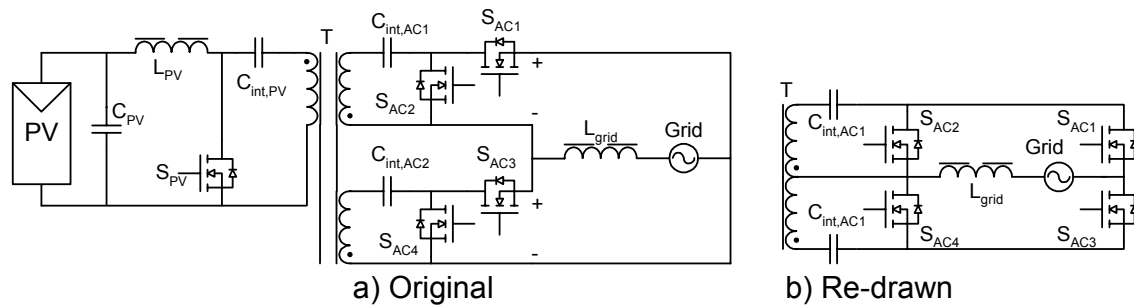 T
C_int,AC1
S_AC1
L_PV
C_int,PV
+
C_PV
S_AC2
-
PV
S_PV
C_int,AC2
S_AC3
L_grid
Grid
+
S_AC4
-
a) Original
T
C_int,AC1
S_AC2
S_AC1
Grid
L_grid
C_int,AC1
S_AC4
S_AC3
b) Re-drawn